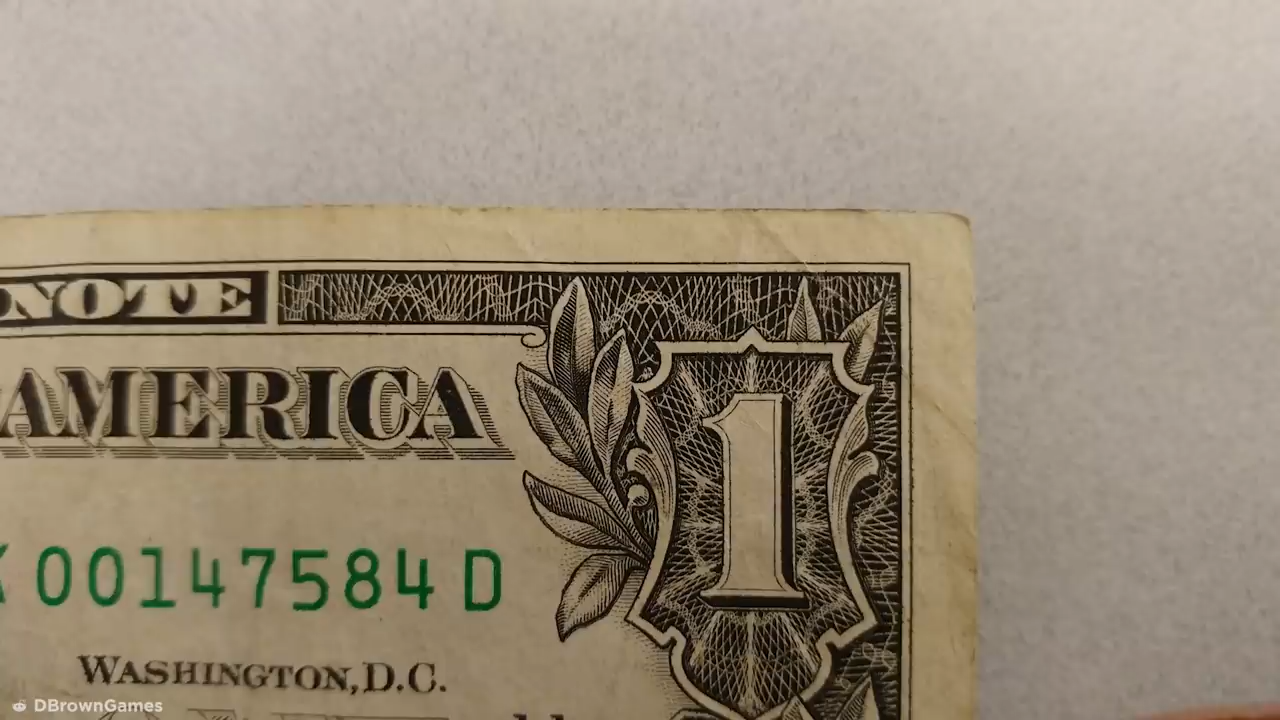 NOTE
1
AMERICA
00147584 D
WASHINGTON, D.C.
DBrownGames